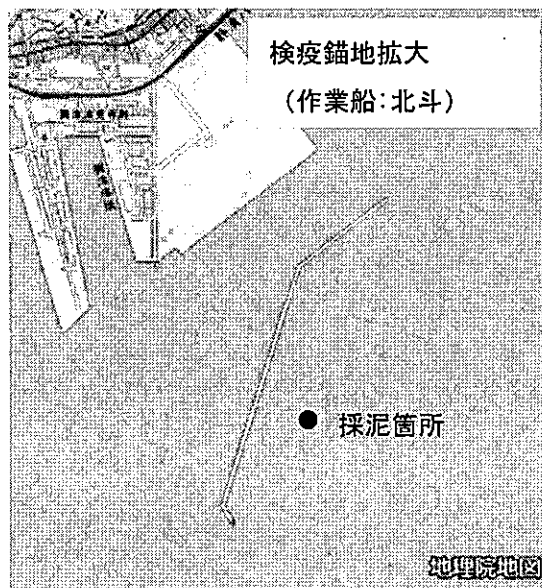 検疫錨地拡大
（作業船：北斗）
採泥箇所
地理院地図